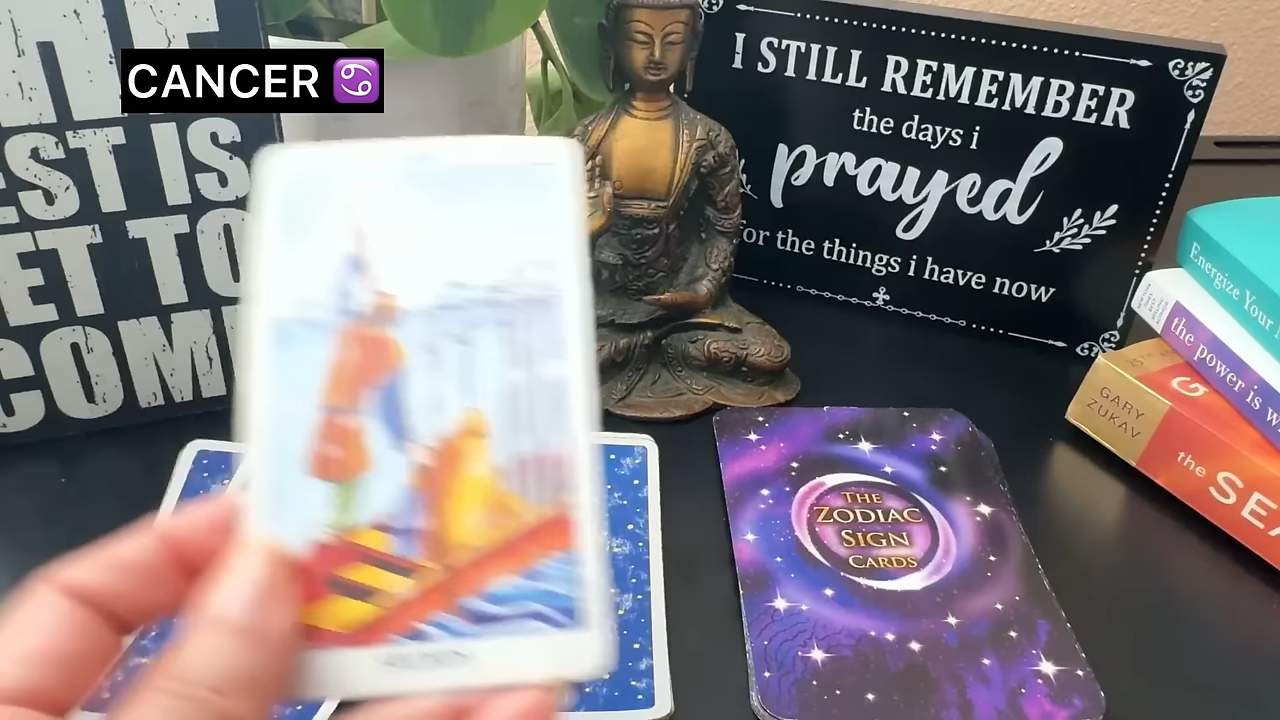 CANCER ♋
EST IS
ET TO
COM
I STILL REMEMBER
the days i
prayed
for the things i have now
THE
ZODIAC
SIGN
CARDS
Energize Your
the power is w
GARY
ZUKAV
the SEA